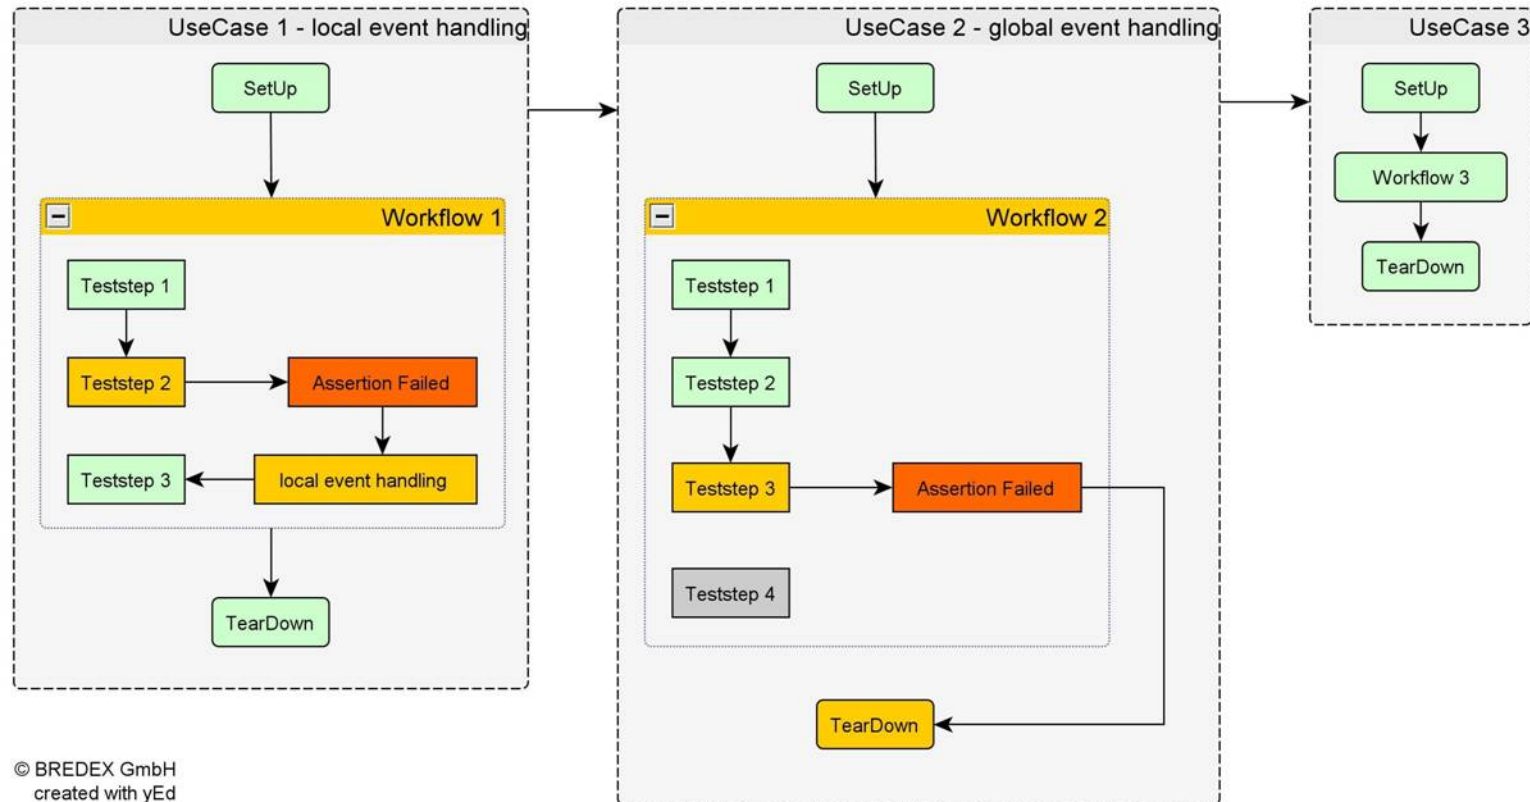 UseCase 1 - local event handling
SetUp
Workflow 1
Teststep 1
Teststep 2
Assertion Failed
Teststep 3
local event handling
TearDown
UseCase 2 - global event handling
SetUp
Workflow 2
Teststep 1
Teststep 2
Teststep 3
Assertion Failed
Teststep 4
TearDown
UseCase 3
SetUp
Workflow 3
TearDown
© BREDEX GmbH
created with yEd